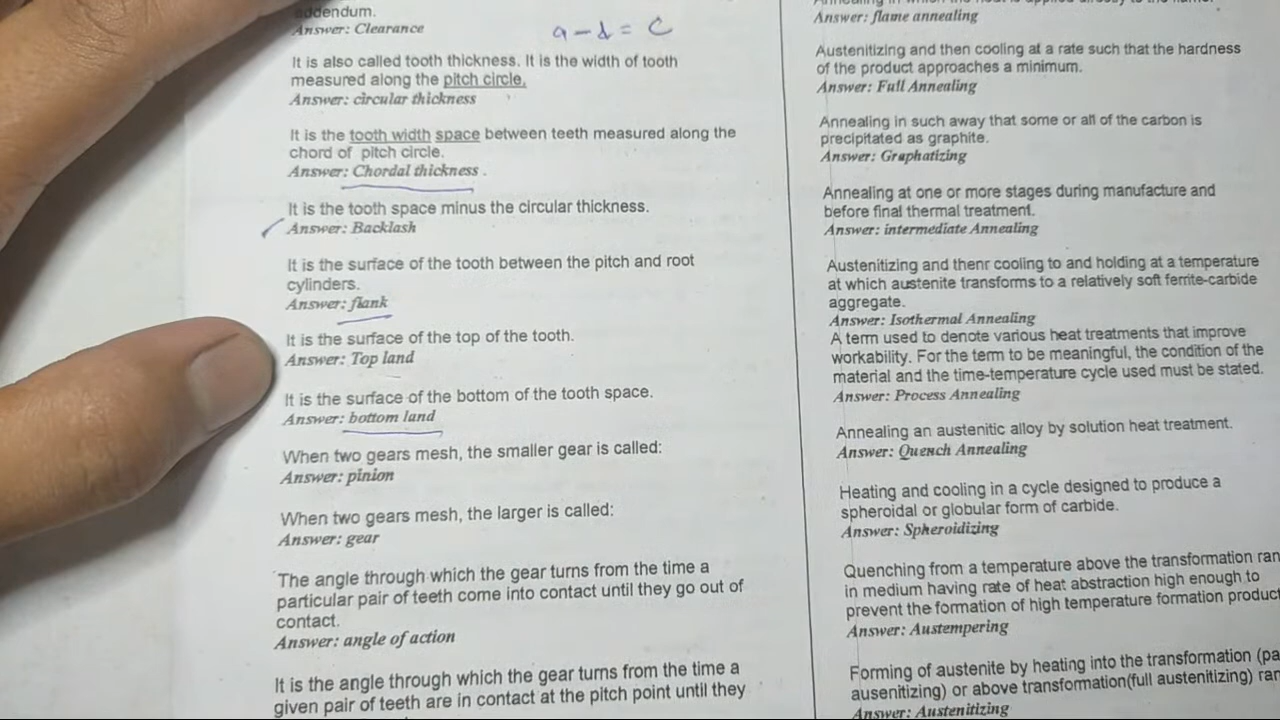 addendum.
Answer: Clearance
a - d = c
It is also called tooth thickness. It is the width of tooth
measured along the pitch circle.
Answer: circular thickness
It is the tooth width space between teeth measured along the
chord of pitch circle.
Answer: Chordal thickness .
It is the tooth space minus the circular thickness.
Answer: Backlash
It is the surface of the tooth between the pitch and root
cylinders.
Answer: flank
It is the surface of the top of the tooth.
Answer: Top land
It is the surface of the bottom of the tooth space.
Answer: bottom land
When two gears mesh, the smaller gear is called:
Answer: pinion
When two gears mesh, the larger is called:
Answer: gear
The angle through which the gear turns from the time a
particular pair of teeth come into contact until they go out of
contact.
Answer: angle of action
It is the angle through which the gear turns from the time a
given pair of teeth are in contact at the pitch point until they
Answer: flame annealing
Austenitizing and then cooling at a rate such that the hardness
of the product approaches a minimum.
Answer: Full Annealing
Annealing in such away that some or all of the carbon is
precipitated as graphite.
Answer: Graphatizing
Annealing at one or more stages during manufacture and
before final thermal treatment.
Answer: intermediate Annealing
Austenitizing and thenr cooling to and holding at a temperature
at which austenite transforms to a relatively soft ferrite-carbide
aggregate.
Answer: Isothermal Annealing
A term used to denote various heat treatments that improve
workability. For the term to be meaningful, the condition of the
material and the time-temperature cycle used must be stated.
Answer: Process Annealing
Annealing an austenitic alloy by solution heat treatment.
Answer: Quench Annealing
Heating and cooling in a cycle designed to produce a
spheroidal or globular form of carbide.
Answer: Spheroidizing
Quenching from a temperature above the transformation ran
in medium having rate of heat abstraction high enough to
prevent the formation of high temperature formation product
Answer: Austempering
Forming of austenite by heating into the transformation (pa
ausenitizing) or above transformation(full austenitizing) ran
Answer: Austenitizing